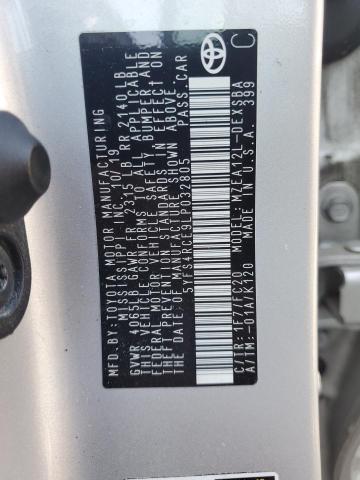 MFD.BY:TOYOTA MOTOR MANUFACTURING
MISSISSIPPI INC. 10/19
GVWR 4065LB GAWR FR 2315 LB RR 2140 LB
THIS VEHICLE CONFORMS TO ALL APPLICABLE
FEDERAL MOTOR VEHICLE SAFETY BUMPER AND
THEFT PREVENTION STANDARDS IN EFFECT ON
THE DATE OF MANUFACTURE SHOWN ABOVE.
5YFS4RCE9LP032805 PASS.CAR
C/TR:1F7/FC20 MODEL:MZEA12L-DEXSBA
A/TM:-01A/K120 MADE IN U.S.A. 399
TOYOTA
C